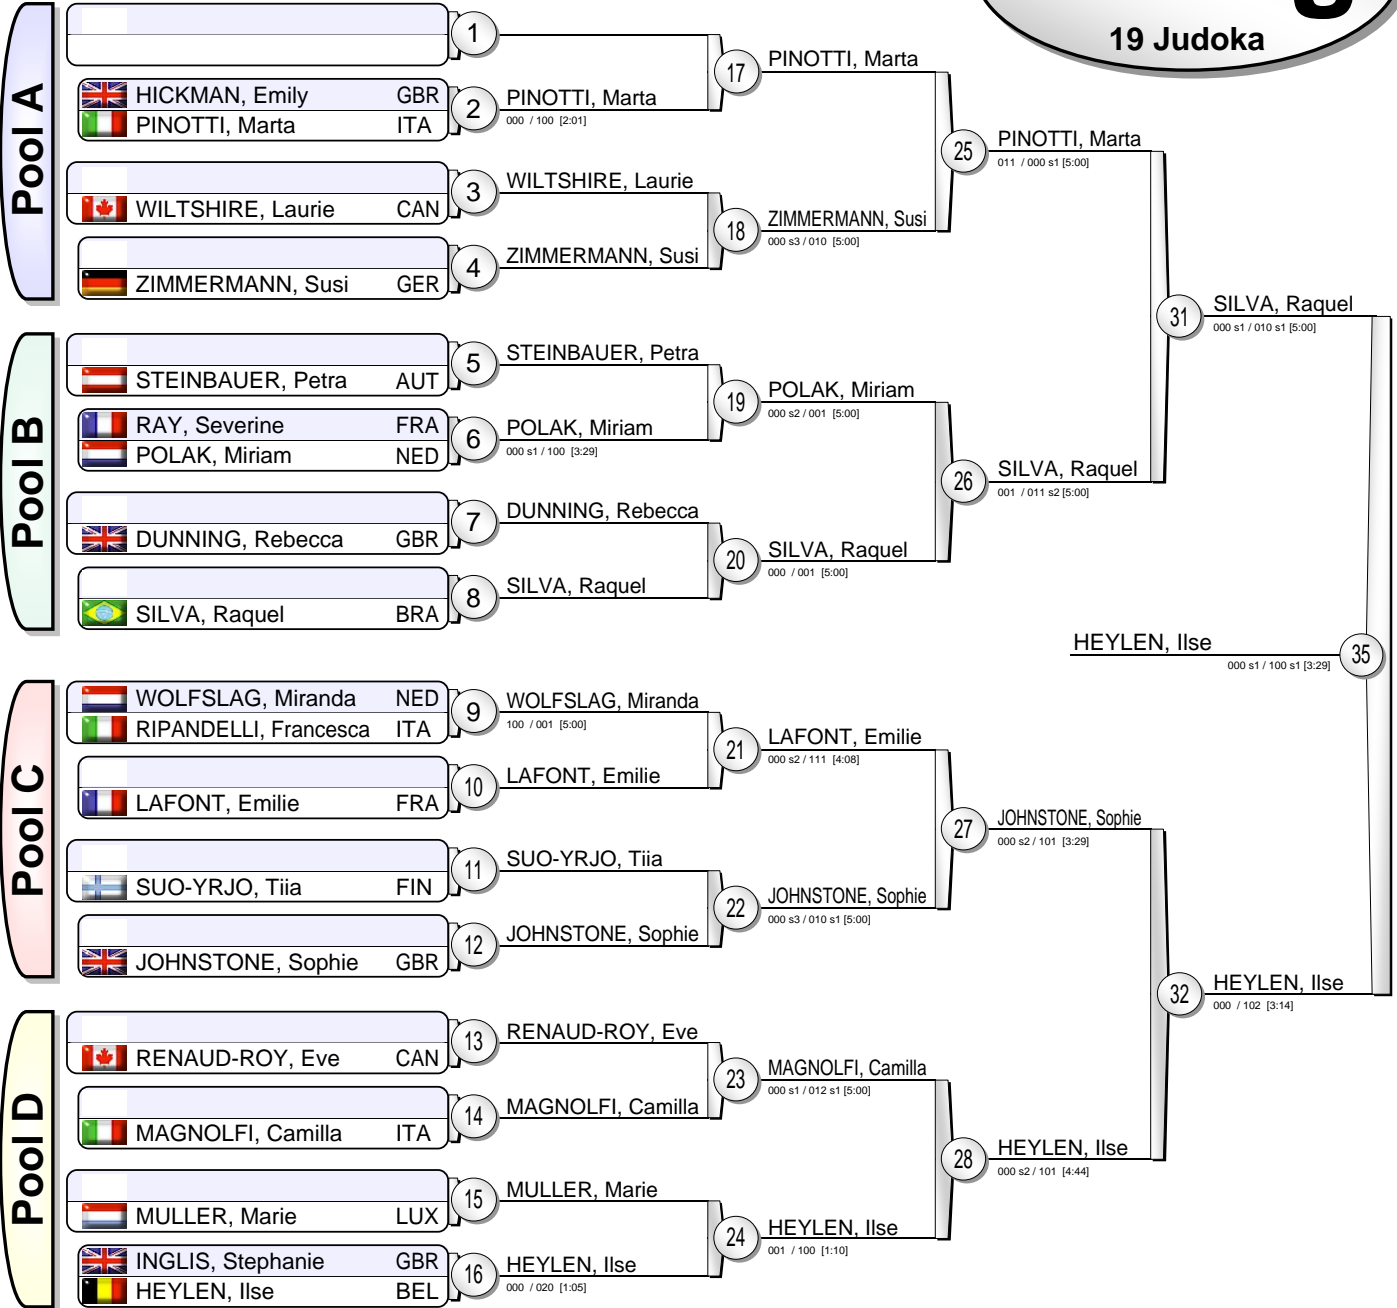 19 Judoka
Pool A
1
HICKMAN, Emily GBR
PINOTTI, Marta ITA
2
PINOTTI, Marta
000 / 100 [2:01]
17
PINOTTI, Marta
WILTSHIRE, Laurie CAN
3
WILTSHIRE, Laurie
ZIMMERMANN, Susi GER
4
ZIMMERMANN, Susi
18
ZIMMERMANN, Susi
000 s3 / 010 [5:00]
25
PINOTTI, Marta
011 / 000 s1 [5:00]
Pool B
STEINBAUER, Petra AUT
5
STEINBAUER, Petra
RAY, Severine FRA
POLAK, Miriam NED
6
POLAK, Miriam
000 s1 / 100 [3:29]
19
POLAK, Miriam
000 s2 / 001 [5:00]
DUNNING, Rebecca GBR
7
DUNNING, Rebecca
SILVA, Raquel BRA
8
SILVA, Raquel
20
SILVA, Raquel
000 / 001 [5:00]
26
SILVA, Raquel
001 / 011 s2 [5:00]
31
SILVA, Raquel
000 s1 / 010 s1 [5:00]
HEYLEN, Ilse
000 s1 / 100 s1 [3:29]
35
Pool C
WOLFSLAG, Miranda NED
RIPANDELLI, Francesca ITA
9
WOLFSLAG, Miranda
100 / 001 [5:00]
LAFONT, Emilie FRA
10
LAFONT, Emilie
21
LAFONT, Emilie
000 s2 / 111 [4:08]
SUO-YRJO, Tiia FIN
11
SUO-YRJO, Tiia
JOHNSTONE, Sophie GBR
12
JOHNSTONE, Sophie
22
JOHNSTONE, Sophie
000 s3 / 010 s1 [5:00]
27
JOHNSTONE, Sophie
000 s2 / 101 [3:29]
Pool D
RENAUD-ROY, Eve CAN
13
RENAUD-ROY, Eve
MAGNOLFI, Camilla ITA
14
MAGNOLFI, Camilla
23
MAGNOLFI, Camilla
000 s1 / 012 s1 [5:00]
MULLER, Marie LUX
15
MULLER, Marie
INGLIS, Stephanie GBR
HEYLEN, Ilse BEL
16
HEYLEN, Ilse
000 / 020 [1:05]
24
HEYLEN, Ilse
001 / 100 [1:10]
28
HEYLEN, Ilse
000 s2 / 101 [4:44]
32
HEYLEN, Ilse
000 / 102 [3:14]